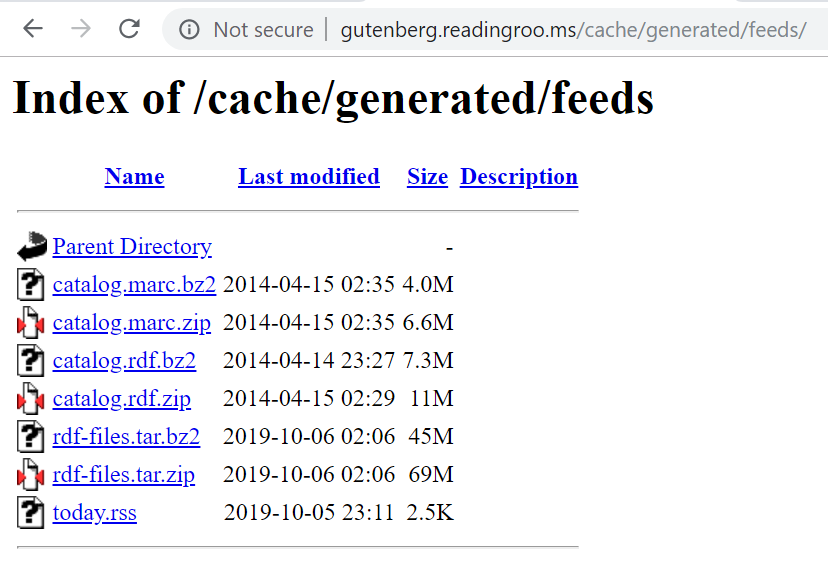 Not secure | gutenberg.readingroo.ms/cache/generated/feeds/
Index of /cache/generated/feeds
Name Last modified Size Description
Parent Directory -
catalog.marc.bz2 2014-04-15 02:35 4.0M
catalog.marc.zip 2014-04-15 02:35 6.6M
catalog.rdf.bz2 2014-04-14 23:27 7.3M
catalog.rdf.zip 2014-04-15 02:29 11M
rdf-files.tar.bz2 2019-10-06 02:06 45M
rdf-files.tar.zip 2019-10-06 02:06 69M
today.rss 2019-10-05 23:11 2.5K